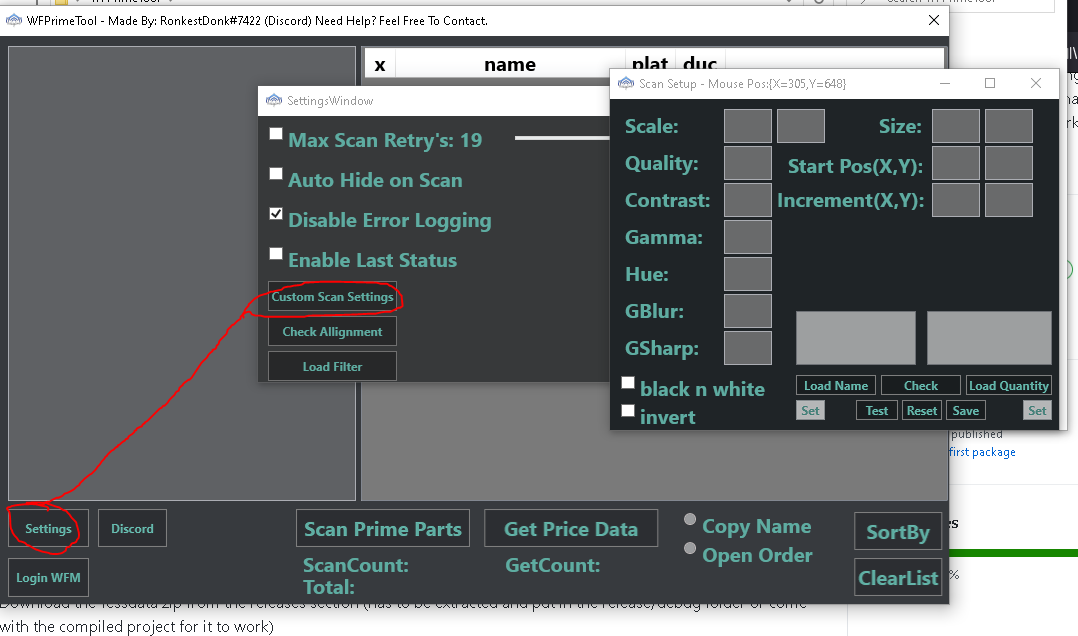 WFPrimeTool - Made By: RonkestDonk#7422 (Discord) Need Help? Feel Free To Contact.
x name plat duc
SettingsWindow
Max Scan Retry's: 19
Auto Hide on Scan
Disable Error Logging
Enable Last Status
Custom Scan Settings
Check Allignment
Load Filter
Scan Setup - Mouse Pos:{X=305,Y=648}
Scale:
Size:
Quality:
Start Pos(X,Y):
Contrast:
Increment(X,Y):
Gamma:
Hue:
GBlur:
GSharp:
black n white
invert
Load Name
Check
Load Quantity
Set
Test
Reset
Save
Set
published
first package
Settings
Discord
Login WFM
Scan Prime Parts
ScanCount:
Total:
Get Price Data
GetCount:
Copy Name
Open Order
SortBy
ClearList
%
Download the tessdata zip from the releases section (has to be extracted and put in the release/debug folder or come
with the compiled project for it to work)